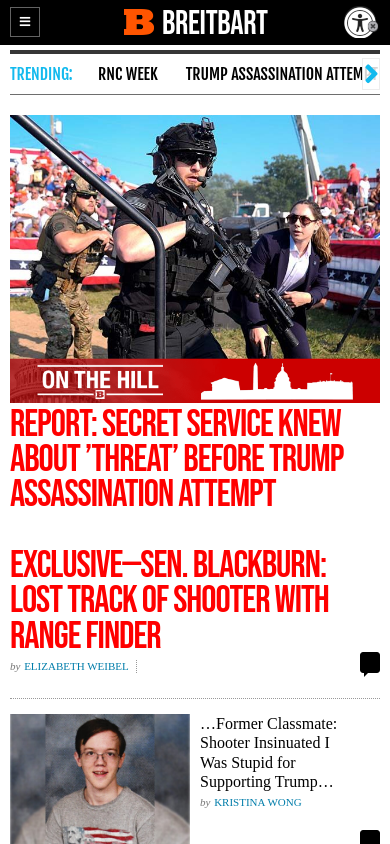 B BREITBART
TRENDING: RNC WEEK TRUMP ASSASSINATION ATTEM
ON THE HILL
B
REPORT: SECRET SERVICE KNEW
ABOUT ’THREAT’ BEFORE TRUMP
ASSASSINATION ATTEMPT
EXCLUSIVE—SEN. BLACKBURN:
LOST TRACK OF SHOOTER WITH
RANGE FINDER
by ELIZABETH WEIBEL
…Former Classmate:
Shooter Insinuated I
Was Stupid for
Supporting Trump…
by KRISTINA WONG